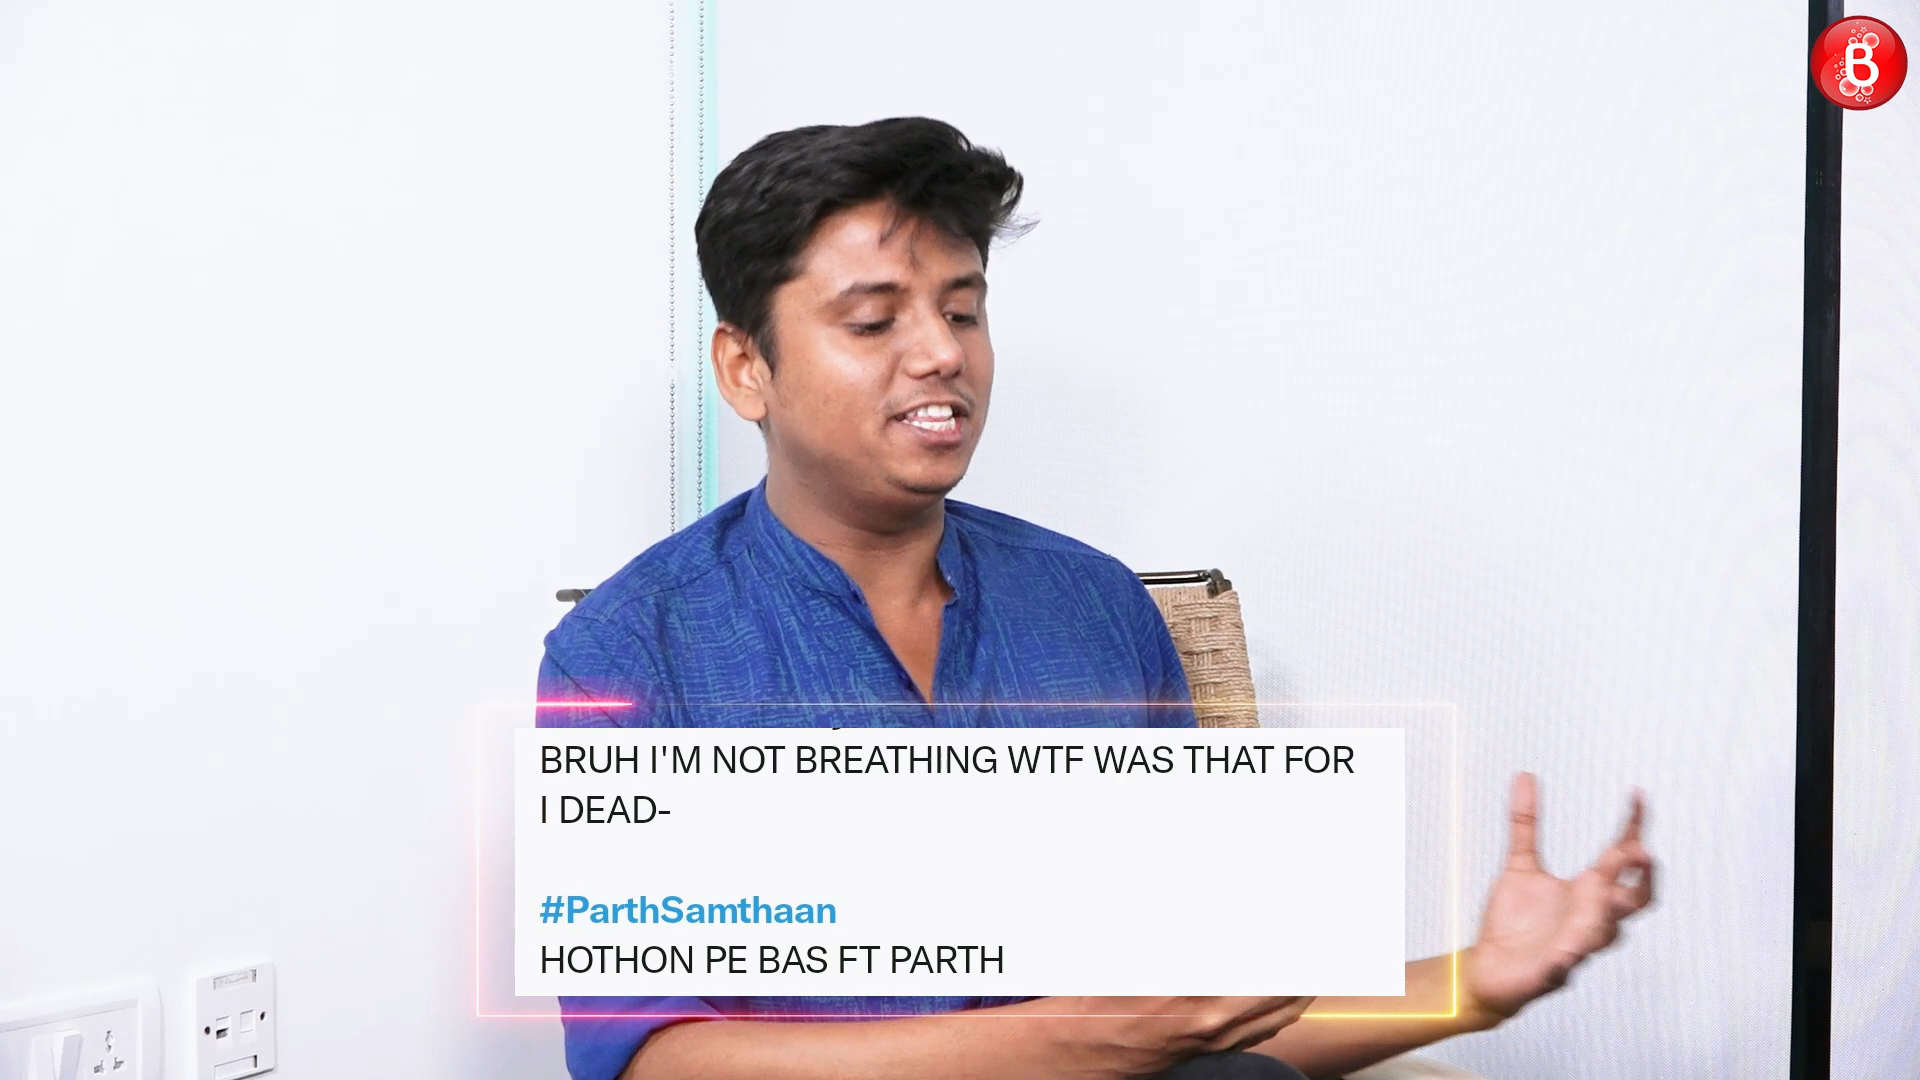 B
BRUH I'M NOT BREATHING WTF WAS THAT FOR
I DEAD-
#ParthSamthaan
HOTHON PE BAS FT PARTH